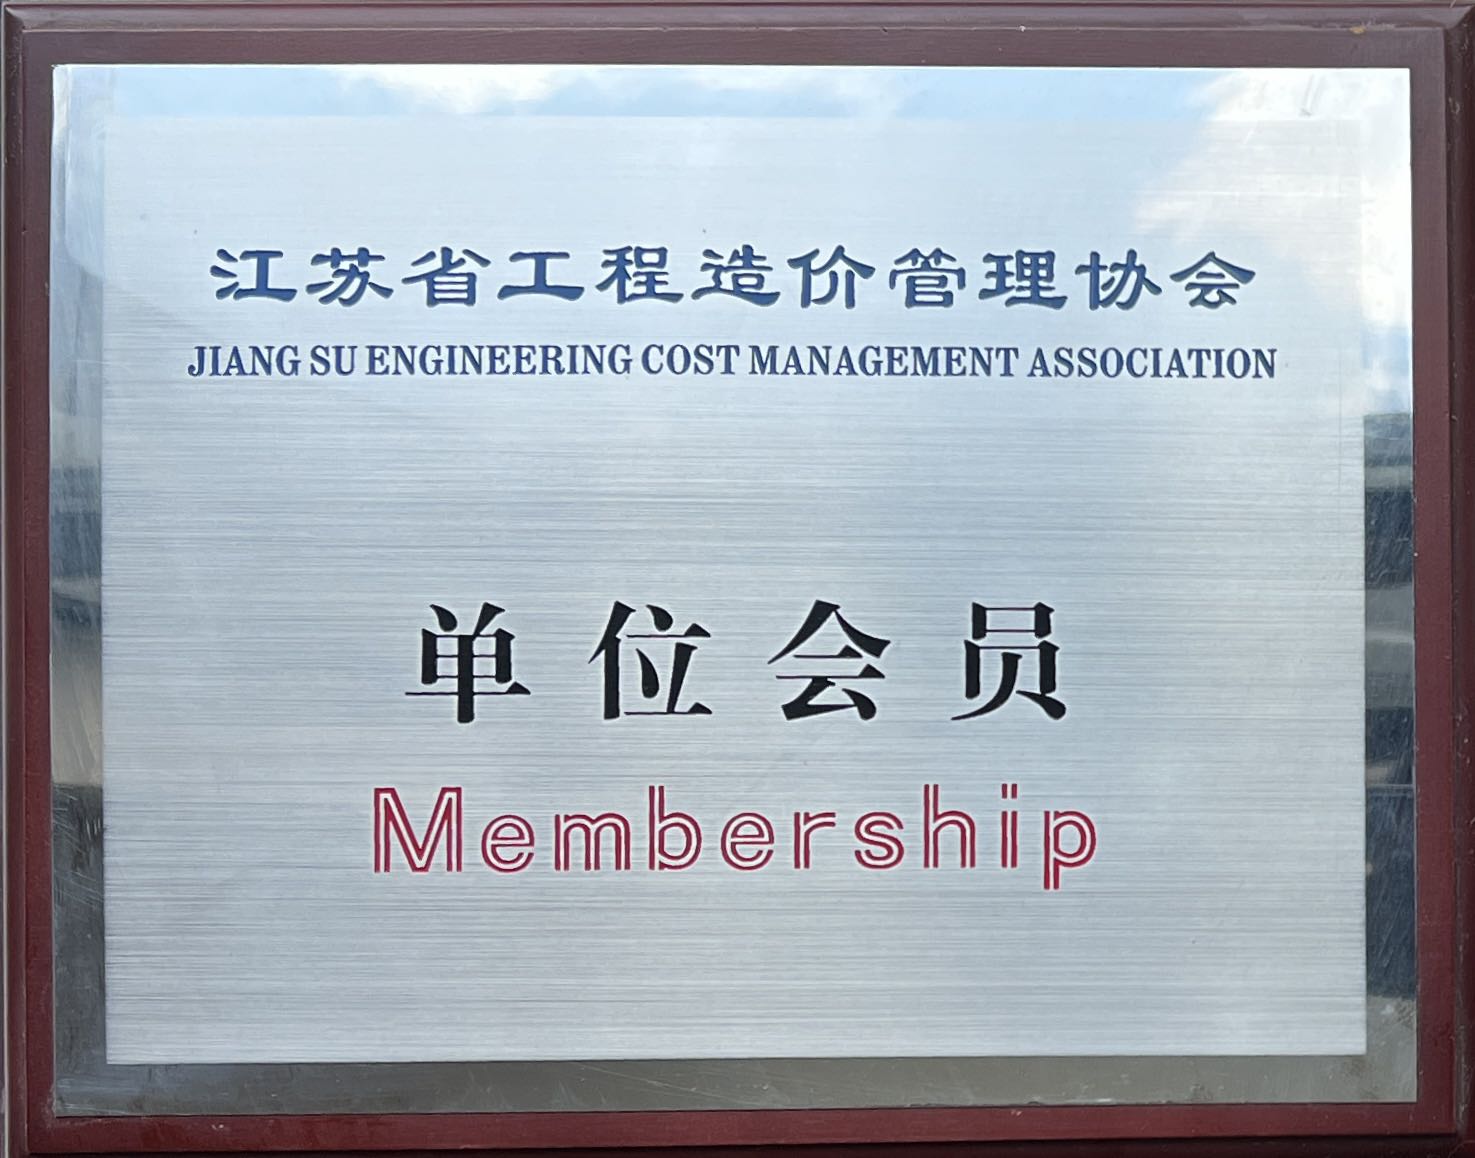 江苏省工程造价管理协会
JIANG SU ENGINEERING COST MANAGEMENT ASSOCIATION
单位会员
Membership